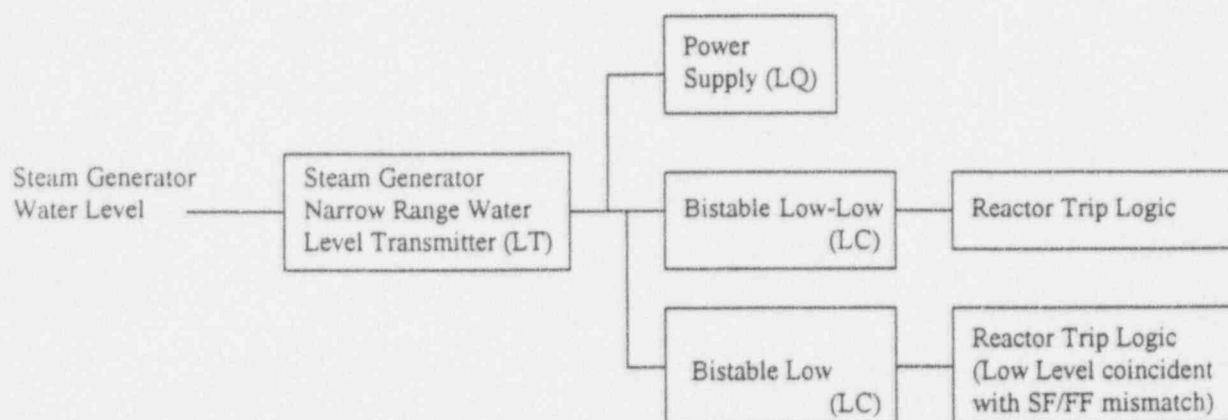 Power
Supply (LQ)
Steam Generator
Water Level
Steam Generator
Narrow Range Water
Level Transmitter (LT)
Bistable Low-Low
(LC)
Reactor Trip Logic
Bistable Low
(LC)
Reactor Trip Logic
(Low Level coincident
with SF/FF mismatch)